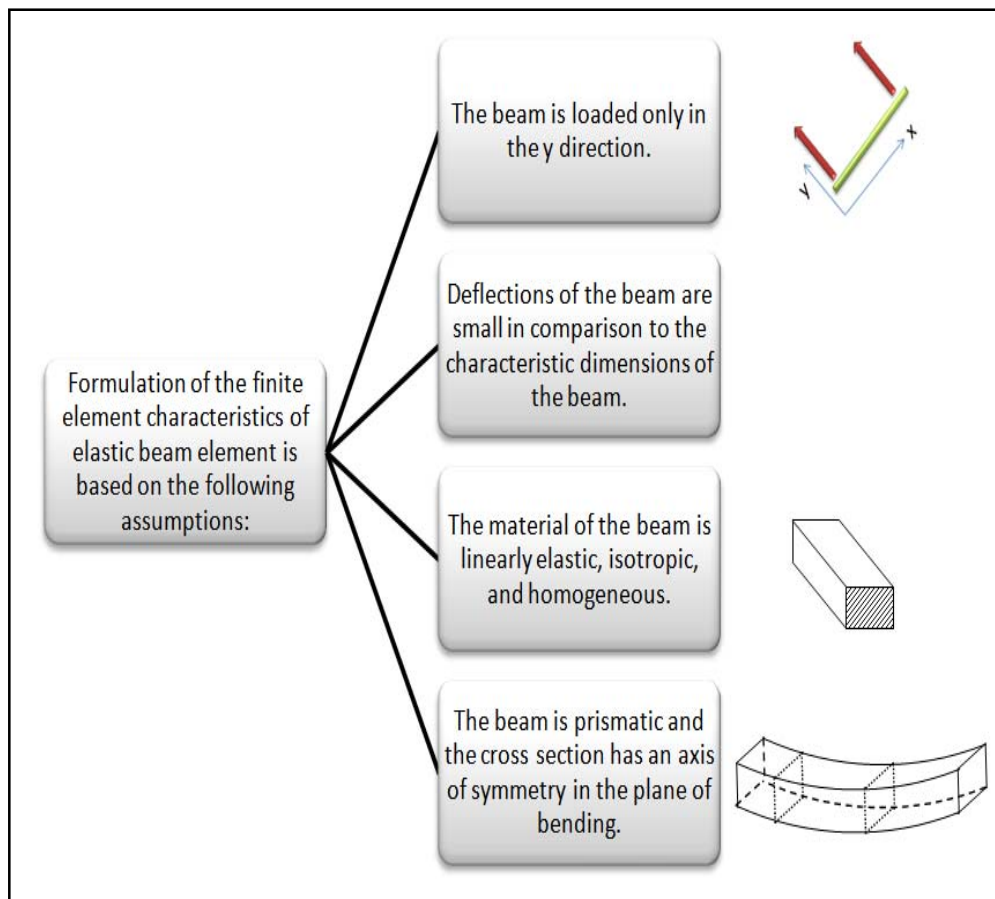 The beam is loaded only in
the y direction.
x
y
Deflections of the beam are
small in comparison to the
characteristic dimensions of
the beam.
Formulation of the finite
element characteristics of
elastic beam element is
based on the following
assumptions:
The material of the beam is
linearly elastic, isotropic,
and homogeneous.
The beam is prismatic and
the cross section has an axis
of symmetry in the plane of
bending.